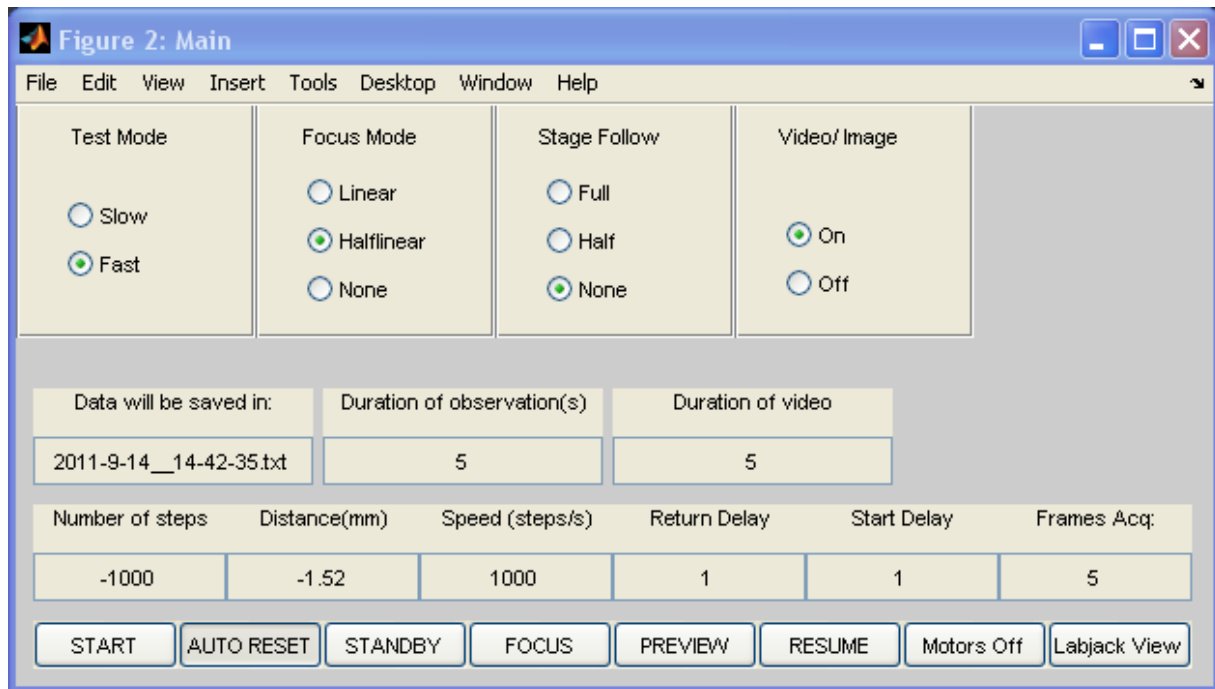 Figure 2: Main
File Edit View Insert Tools Desktop Window Help
Test Mode
Slow
Fast
Focus Mode
Linear
Halflinear
None
Stage Follow
Full
Half
None
Video/ Image
On
Off
Data will be saved in: Duration of observation(s) Duration of video
2011-9-14__14-42-35.txt 5 5
Number of steps Distance(mm) Speed (steps/s) Return Delay Start Delay Frames Acq:
-1000 -1.52 1000 1 1 5
START AUTO RESET STANDBY FOCUS PREVIEW RESUME Motors Off Labjack View